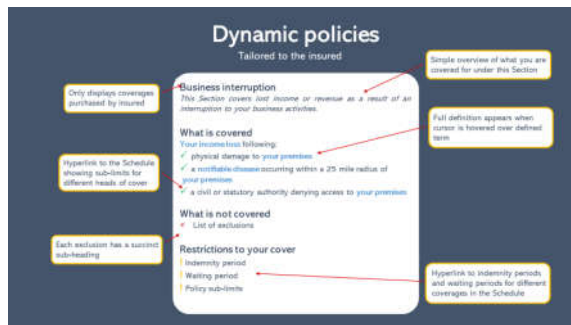 Dynamic policies
Tailored to the insured
Simple overview of what you are
covered for under this Section
Only displays coverages
purchased by insured
Business interruption
This Section covers lost income or revenue as a result of an
interruption to your business activities.
Full definition appears when
cursor is hovered over defined
term
What is covered
Your income loss following:
✓ physical damage to your premises
✓ a notifiable disease occurring within a 25 mile radius of
your premises
✓ a civil or statutory authority denying access to your premises
Hyperlink to the Schedule
showing sub-limits for
different heads of cover
What is not covered
× List of exclusions
Each exclusion has a succinct
sub-heading
Restrictions to your cover
! Indemnity period
! Waiting period
! Policy sub-limits
Hyperlink to indemnity periods
and waiting periods for different
coverages in the Schedule